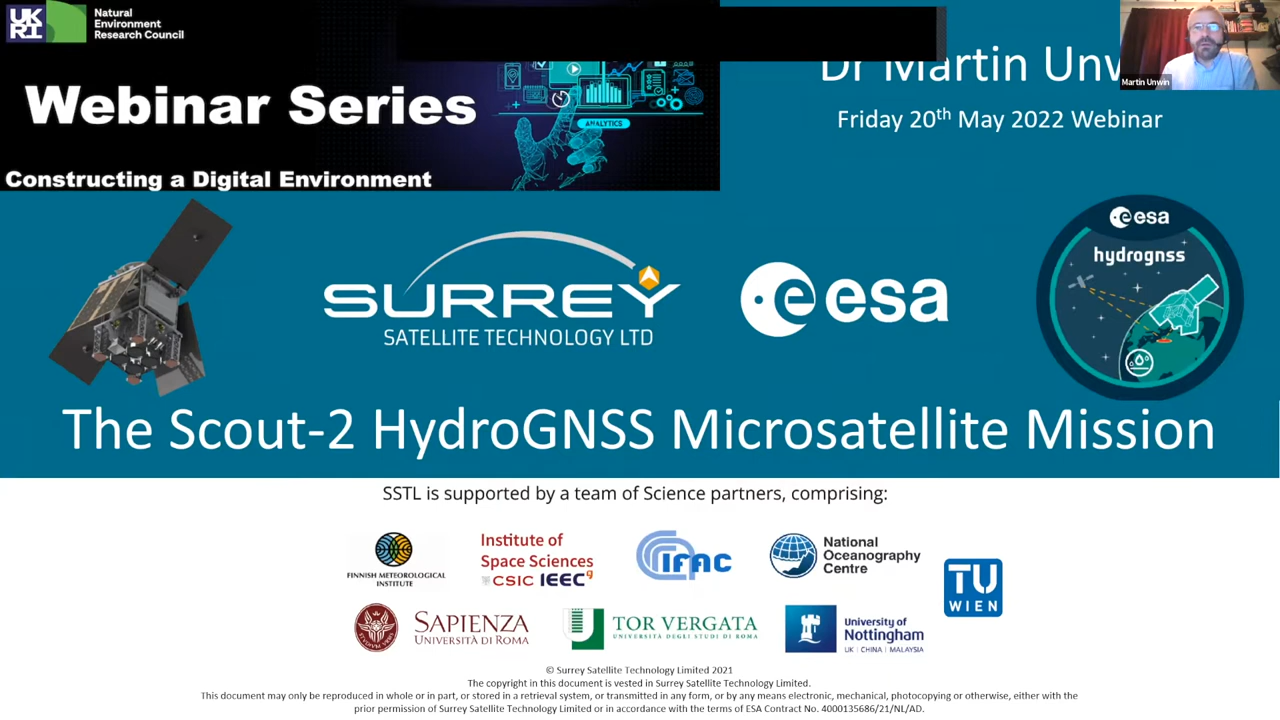 UK
RI
Natural
Environment
Research Council
Webinar Series
Constructing a Digital Environment
ANALYTICS
Dr Martin
Friday 20th May 2022 Webinar
Martin Unwin
SURREY
SATELLITE TECHNOLOGY LTD
esa
esa
hydrognss
The Scout-2 HydroGNSS Microsatellite Mission
SSTL is supported by a team of Science partners, comprising:
FINNISH METEOROLOGICAL
INSTITUTE
Institute of
Space Sciences
CSIC IEEC
IFAC
National
Oceanography
Centre
TU
WIEN
SAPIENZA
UNIVERSITÀ DI ROMA
TOR VERGATA
UNIVERSITÀ DEGLI STUDI DI ROMA
University of
Nottingham
UK | CHINA | MALAYSIA
© Surrey Satellite Technology Limited 2021
The copyright in this document is vested in Surrey Satellite Technology Limited.
This document may only be reproduced in whole or in part, or stored in a retrieval system, or transmitted in any form, or by any means electronic, mechanical, photocopying or otherwise, either with the
prior permission of Surrey Satellite Technology Limited or in accordance with the terms of ESA Contract No. 4000135686/21/NL/AD.